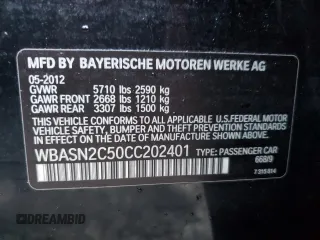 MFD BY BAYERISCHE MOTOREN WERKE AG
05-2012
GVWR 5710 lbs 2590 kg
GAWR FRONT 2668 lbs 1210 kg
GAWR REAR 3307 lbs 1500 kg
THIS VEHICLE CONFORMS TO ALL APPLICABLE
U.S.FEDERAL MOTOR VEHICLE SAFETY, BUMPER,
AND THEFT PREVENTION STANDARDS IN EFFECT
ON THE DATE OF MANUFACTURE SHOWN ABOVE.
WBASN2C50CC202401 TYPE: PASSENGER CAR
668/9
DREAMBID